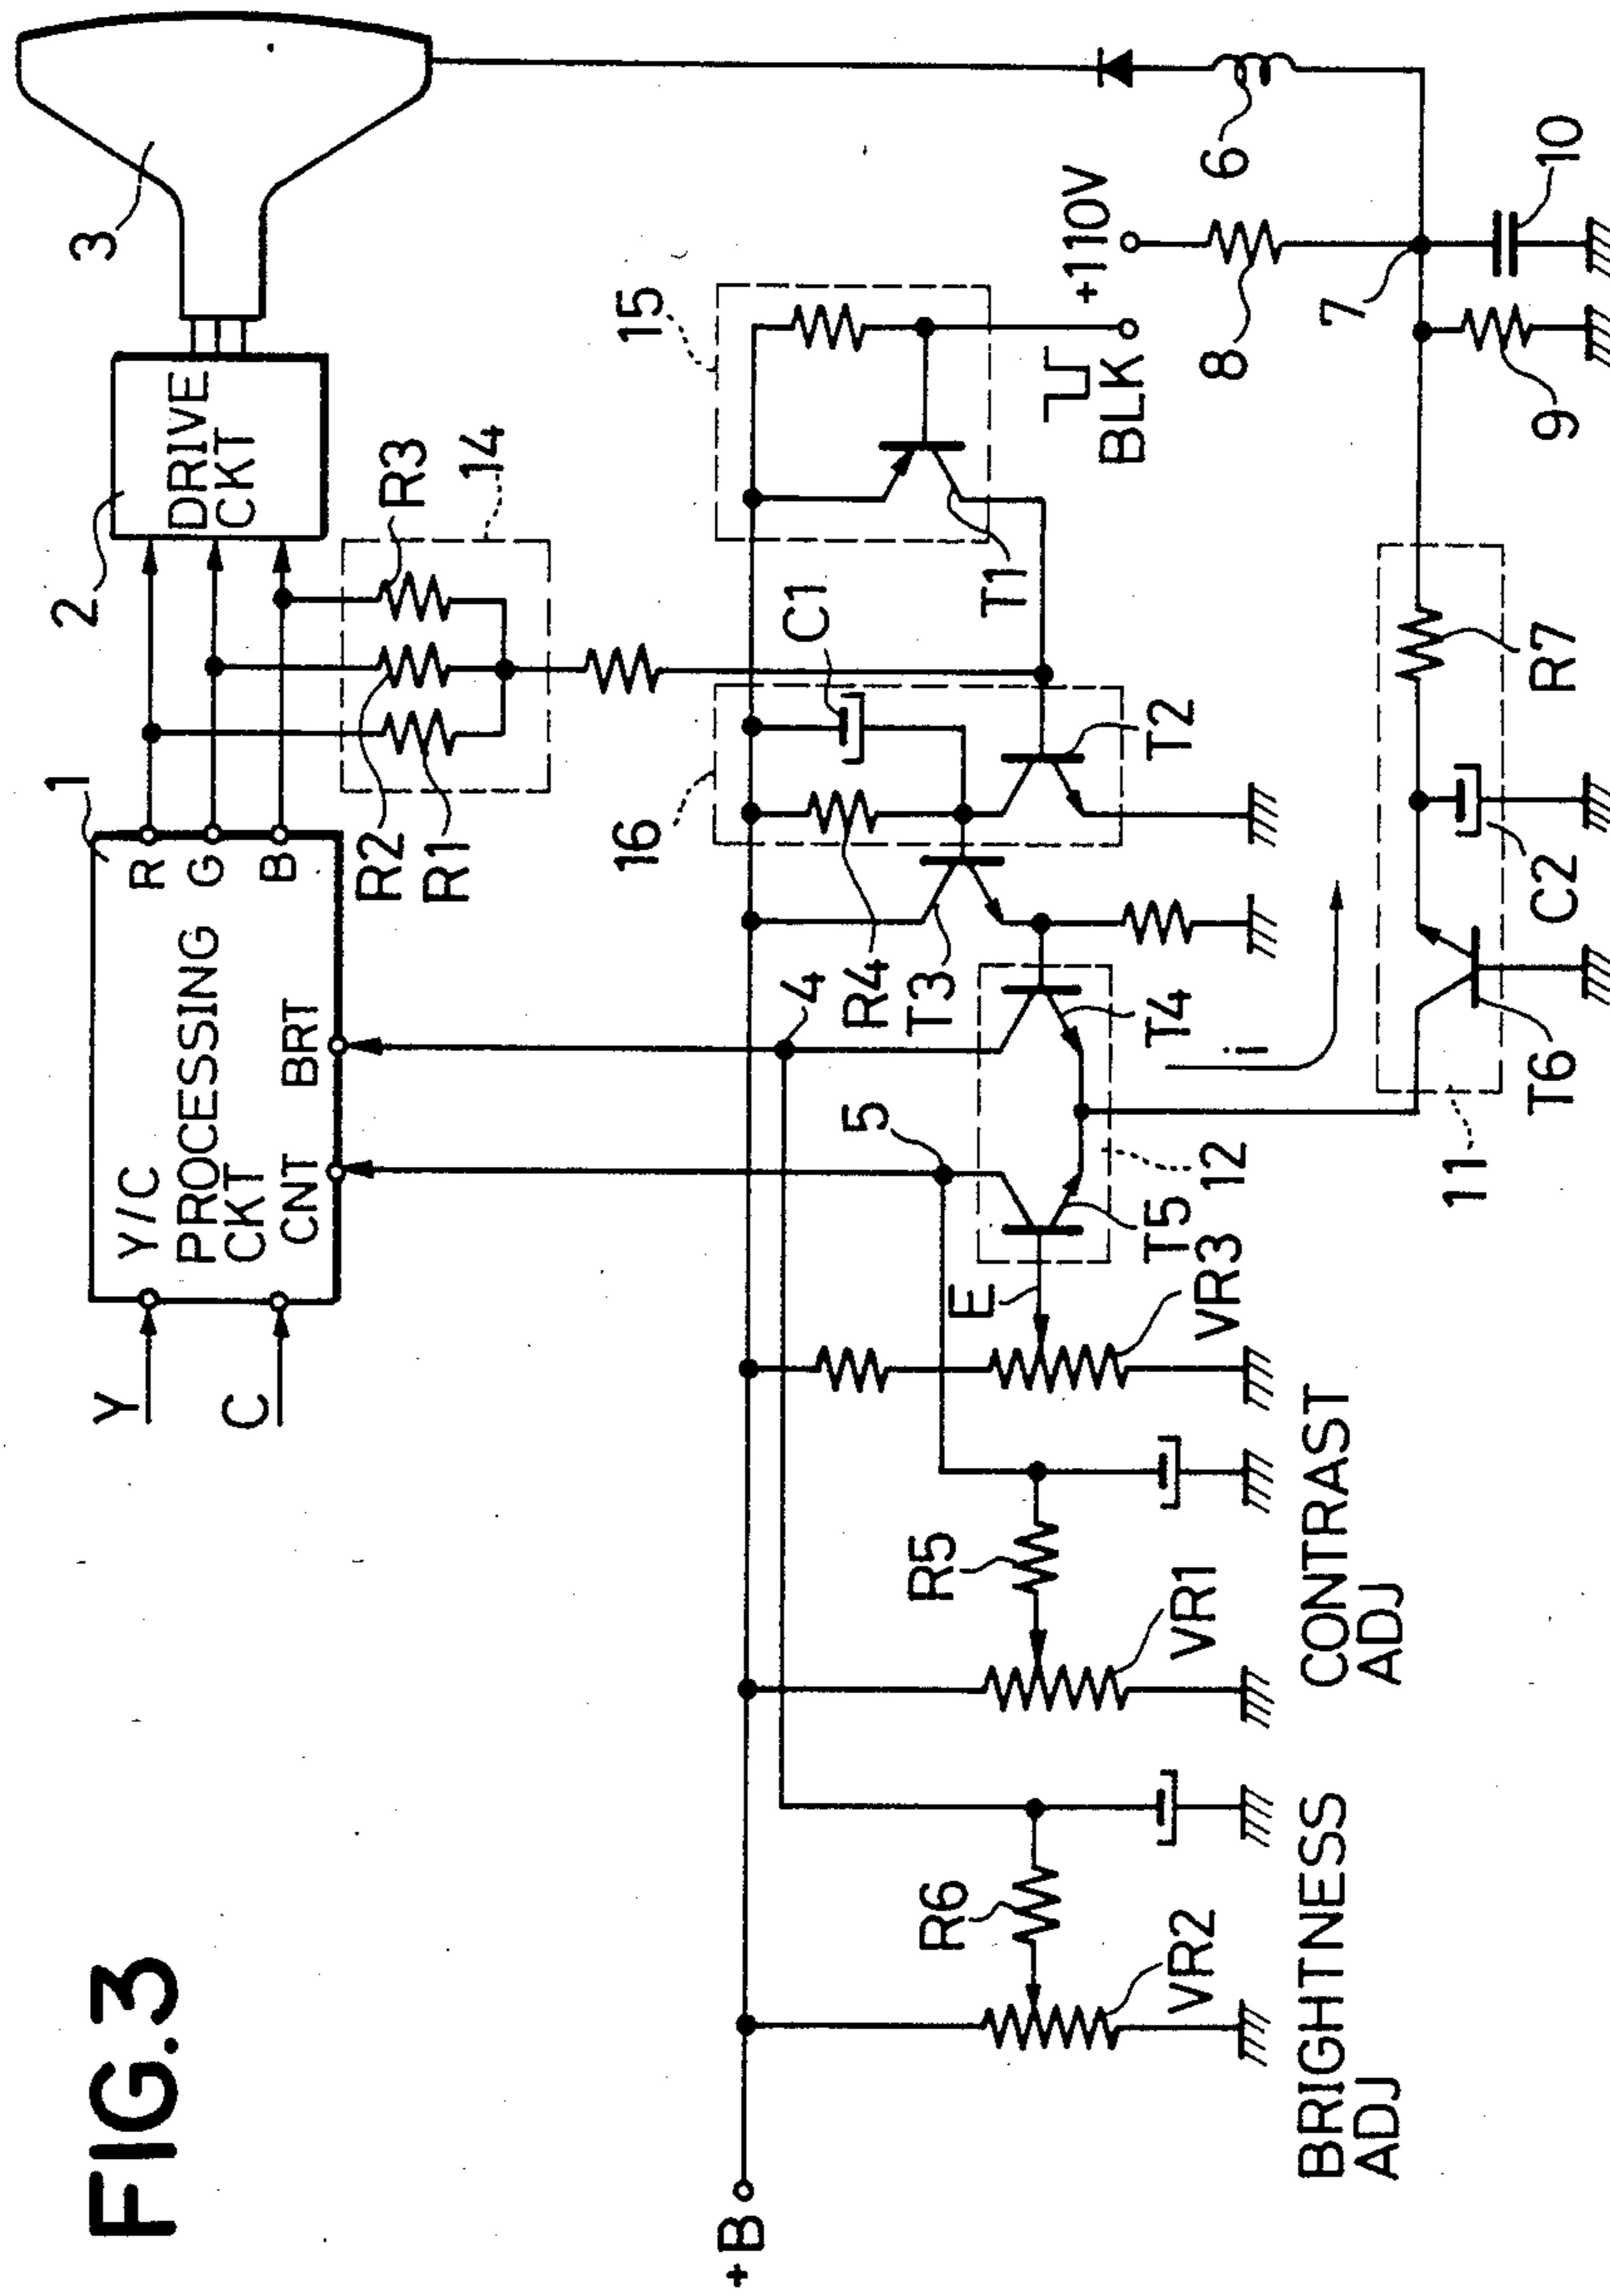 FIG.3
Y
C
Y/C
PROCESSING
CKT
CNT
BRT
R
G
B
1
2
DRIVE
CKT
3
R2
R1
R3
14
+B
4
5
16
C1
15
R4
T3
T2
T1
BLK
+110V
6
7
8
9
10
E
T5
T4
12
i
VR3
R5
VR1
CONTRAST
ADJ
R6
VR2
BRIGHTNESS
ADJ
11
T6
C2
R7